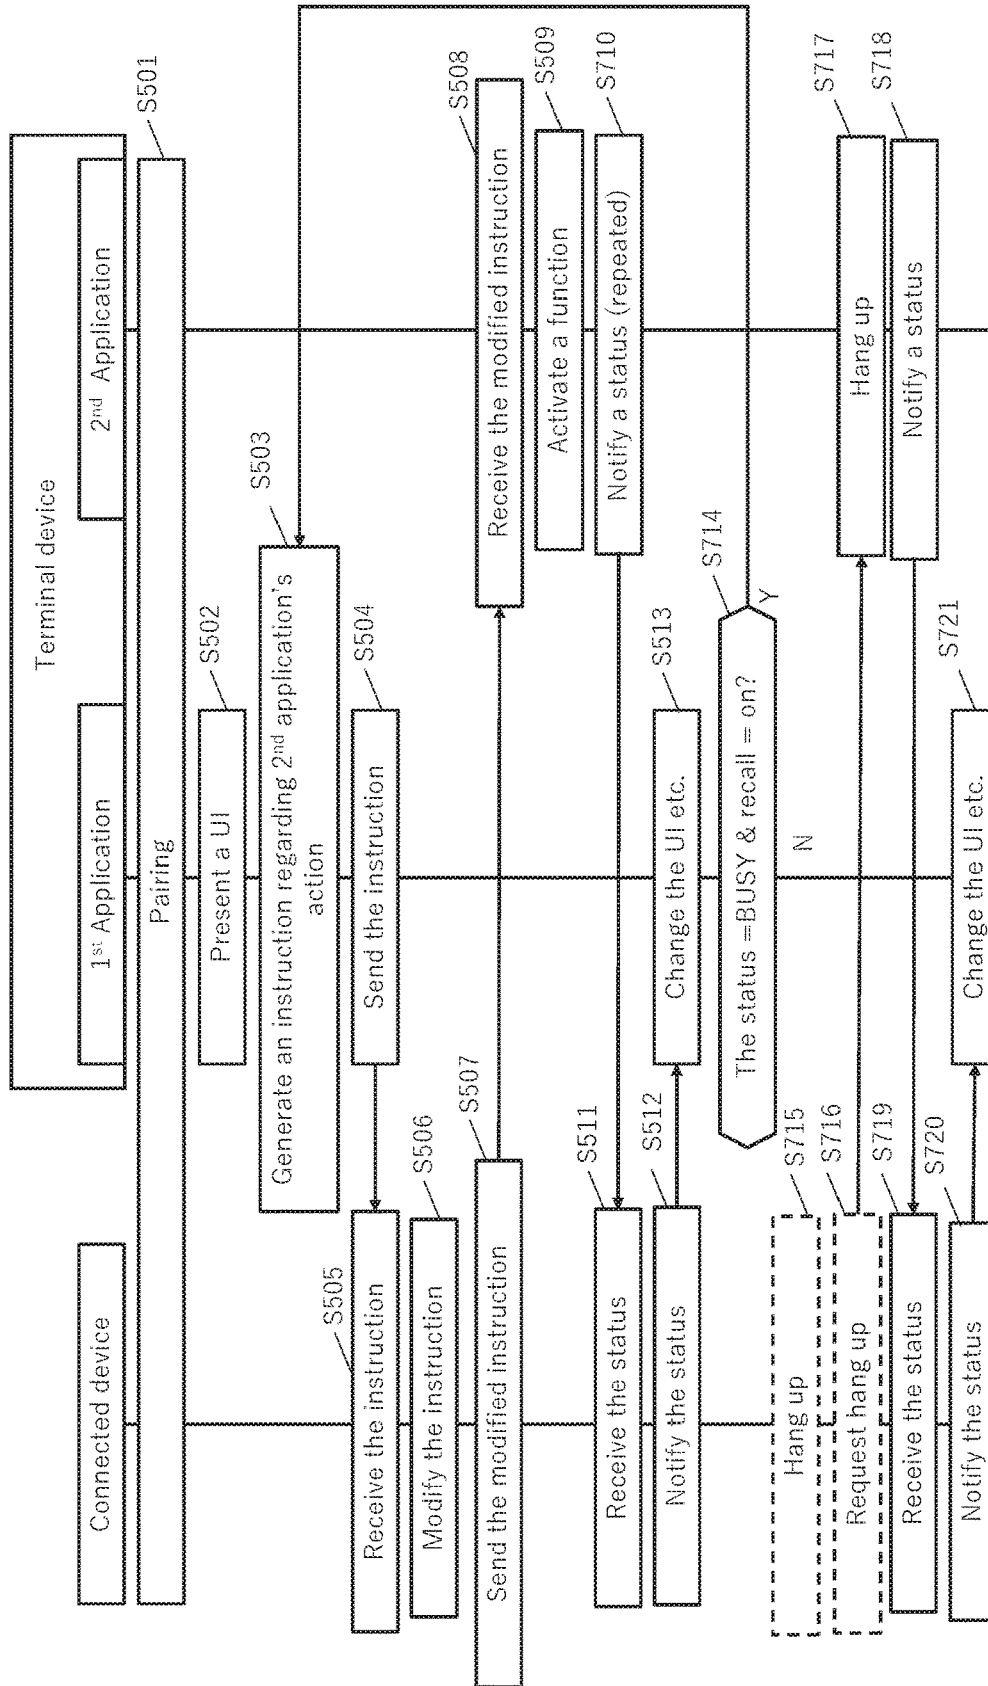 Terminal device
Connected device
1st Application
2nd Application
Pairing
S501
Present a UI
S502
Generate an instruction regarding 2nd application's
action
S503
Send the instruction
S504
Receive the instruction
S505
Modify the instruction
S506
Send the modified instruction
S507
Receive the modified instruction
S508
Activate a function
S509
Notify a status (repeated)
S710
Receive the status
S511
Notify the status
S512
Change the UI etc.
S513
The status =BUSY & recall = on?
S714
Y
N
Hang up
S715
Request hang up
S716
Hang up
S717
Notify a status
S718
Receive the status
S719
Notify the status
S720
Change the UI etc.
S721